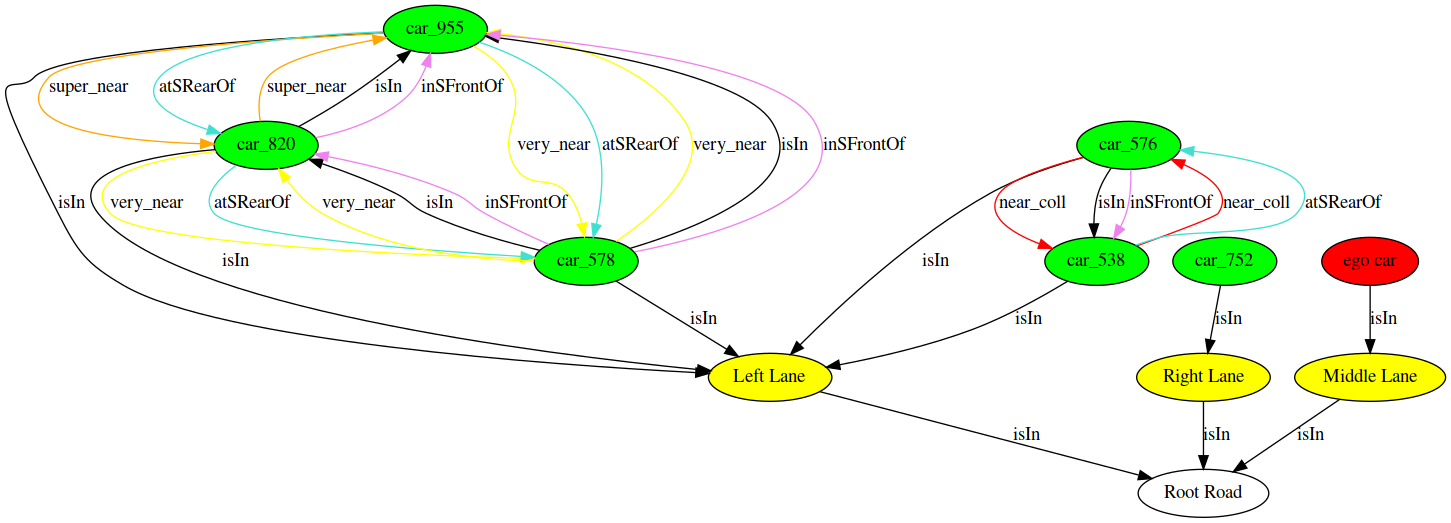 car_955
super_near
atSRearOf
super_near
isIn
inSFrontOf
car_820
very_near
atSRearOf
very_near
isIn
inSFrontOf
car_576
isIn
very_near
atSRearOf
very_near
isIn
inSFrontOf
near_coll
isIn
inSFrontOf
near_coll
atSRearOf
isIn
car_578
isIn
car_538
car_752
ego car
isIn
isIn
isIn
isIn
Left Lane
Right Lane
Middle Lane
isIn
isIn
isIn
Root Road